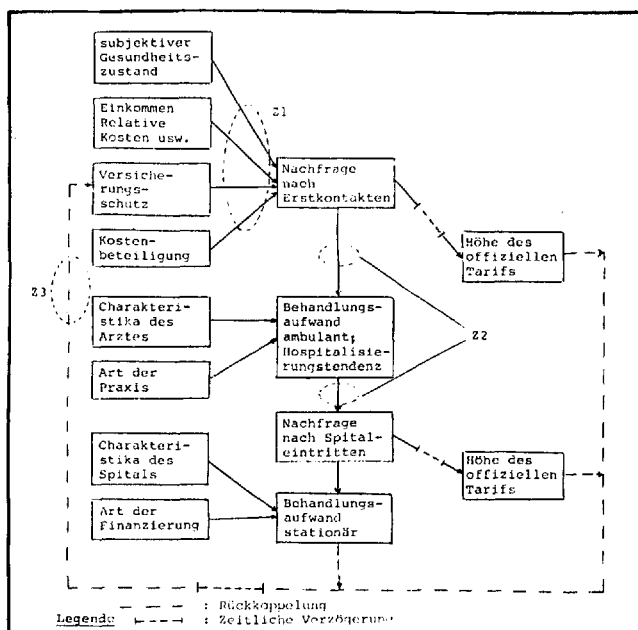 subjektiver
Gesundheits-
zustand
Einkommen
Relative
Kosten usw.
Z1
Versiche-
rungs-
schutz
Nachfrage
nach
Erstkontakten
Kosten-
beteiligung
Höhe des
offiziellen
Tarifs
Z3
Charakteri-
stika des
Arztes
Behandlungs-
aufwand
ambulant;
Hospitalisie-
rungstendenz
Z2
Art der
Praxis
Nachfrage
nach Spital-
eintritten
Charakteri-
stika des
Spitals
Höhe des
offiziellen
Tarifs
Art der
Finanzierung
Behandlungs-
aufwand
stationär
: Rückkoppelung
Legende : Zeitliche Verzögerung